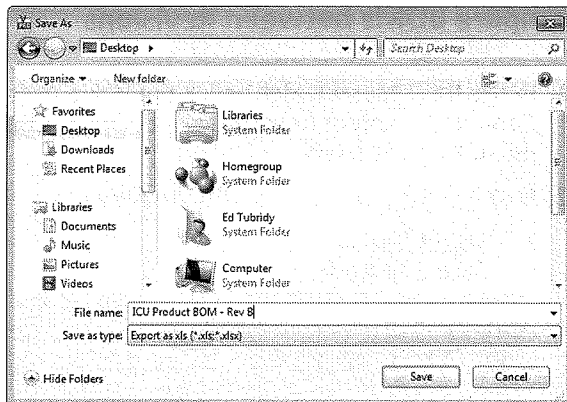 Save As
Desktop
Search Desktop
Organize
New folder
Favorites
Desktop
Downloads
Recent Places
Libraries
Documents
Music
Pictures
Videos
Libraries
System Folder
Homegroup
System Folder
Ed Tubridy
System Folder
Computer
System Folder
File name: ICU Product BOM - Rev B
Save as type: Export as xls (*.xls;*.xlsx)
Hide Folders
Save
Cancel